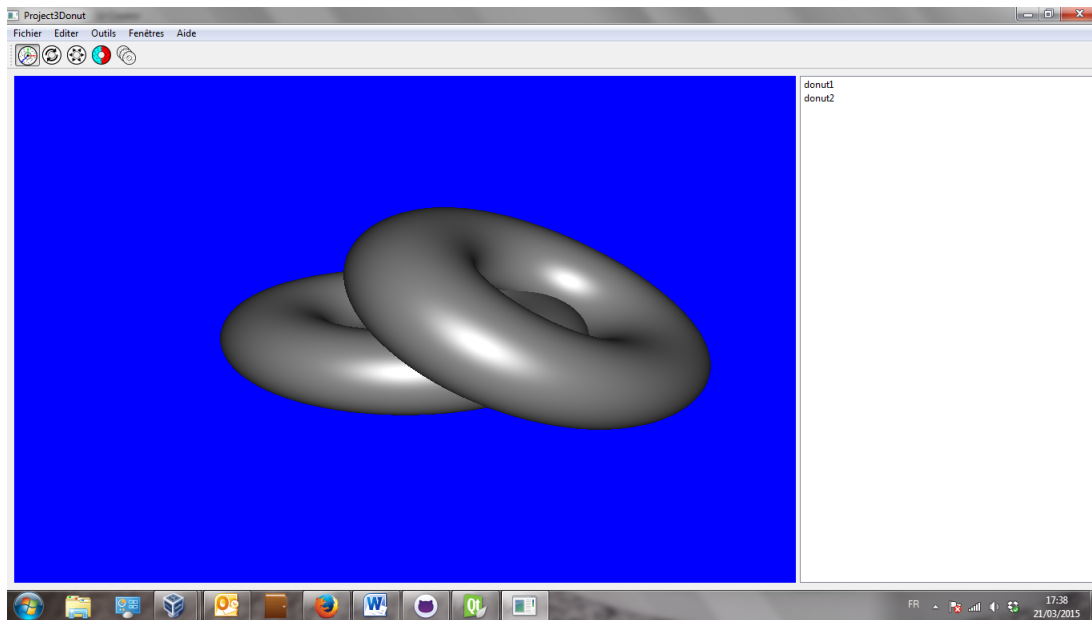 Project3Donut
Fichier Editer Outils Fenêtres Aide
donut1
donut2
FR
17:38
21/03/2015